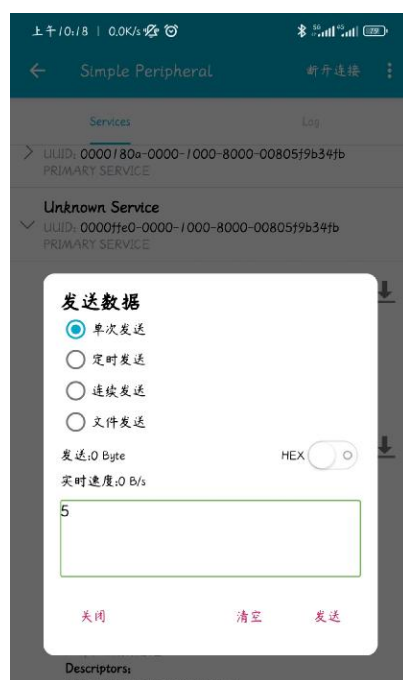 上午10:18 | 0.0K/s
Simple Peripheral 断开连接
Services Log
UUID: 0000180a-0000-1000-8000-00805f9b34fb
PRIMARY SERVICE
Unknown Service
UUID: 0000ffe0-0000-1000-8000-00805f9b34fb
PRIMARY SERVICE
发送数据
单次发送
定时发送
连续发送
文件发送
发送:0 Byte HEX
实时速度:0 B/s
5
关闭 清空 发送
Descriptors: